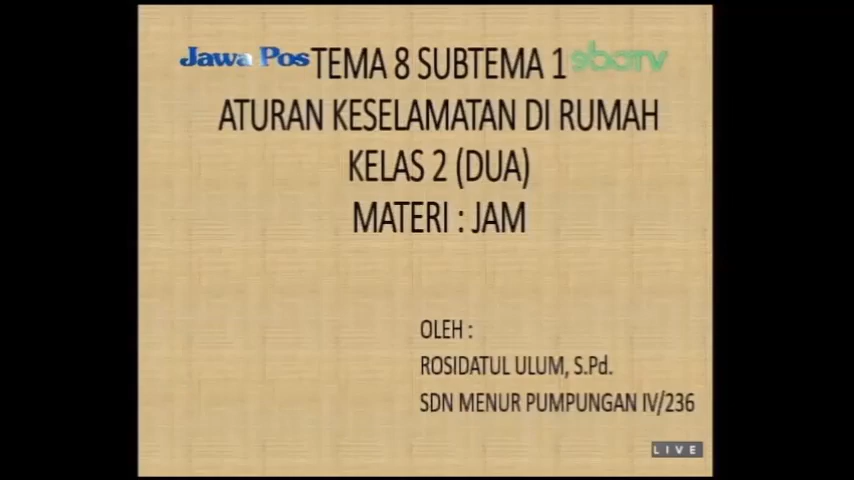 Jawa Pos TEMA 8 SUBTEMA 1 sbotv
ATURAN KESELAMATAN DI RUMAH
KELAS 2 (DUA)
MATERI : JAM
OLEH :
ROSIDATUL ULUM, S.Pd.
SDN MENUR PUMPUNGAN IV/236
LIVE